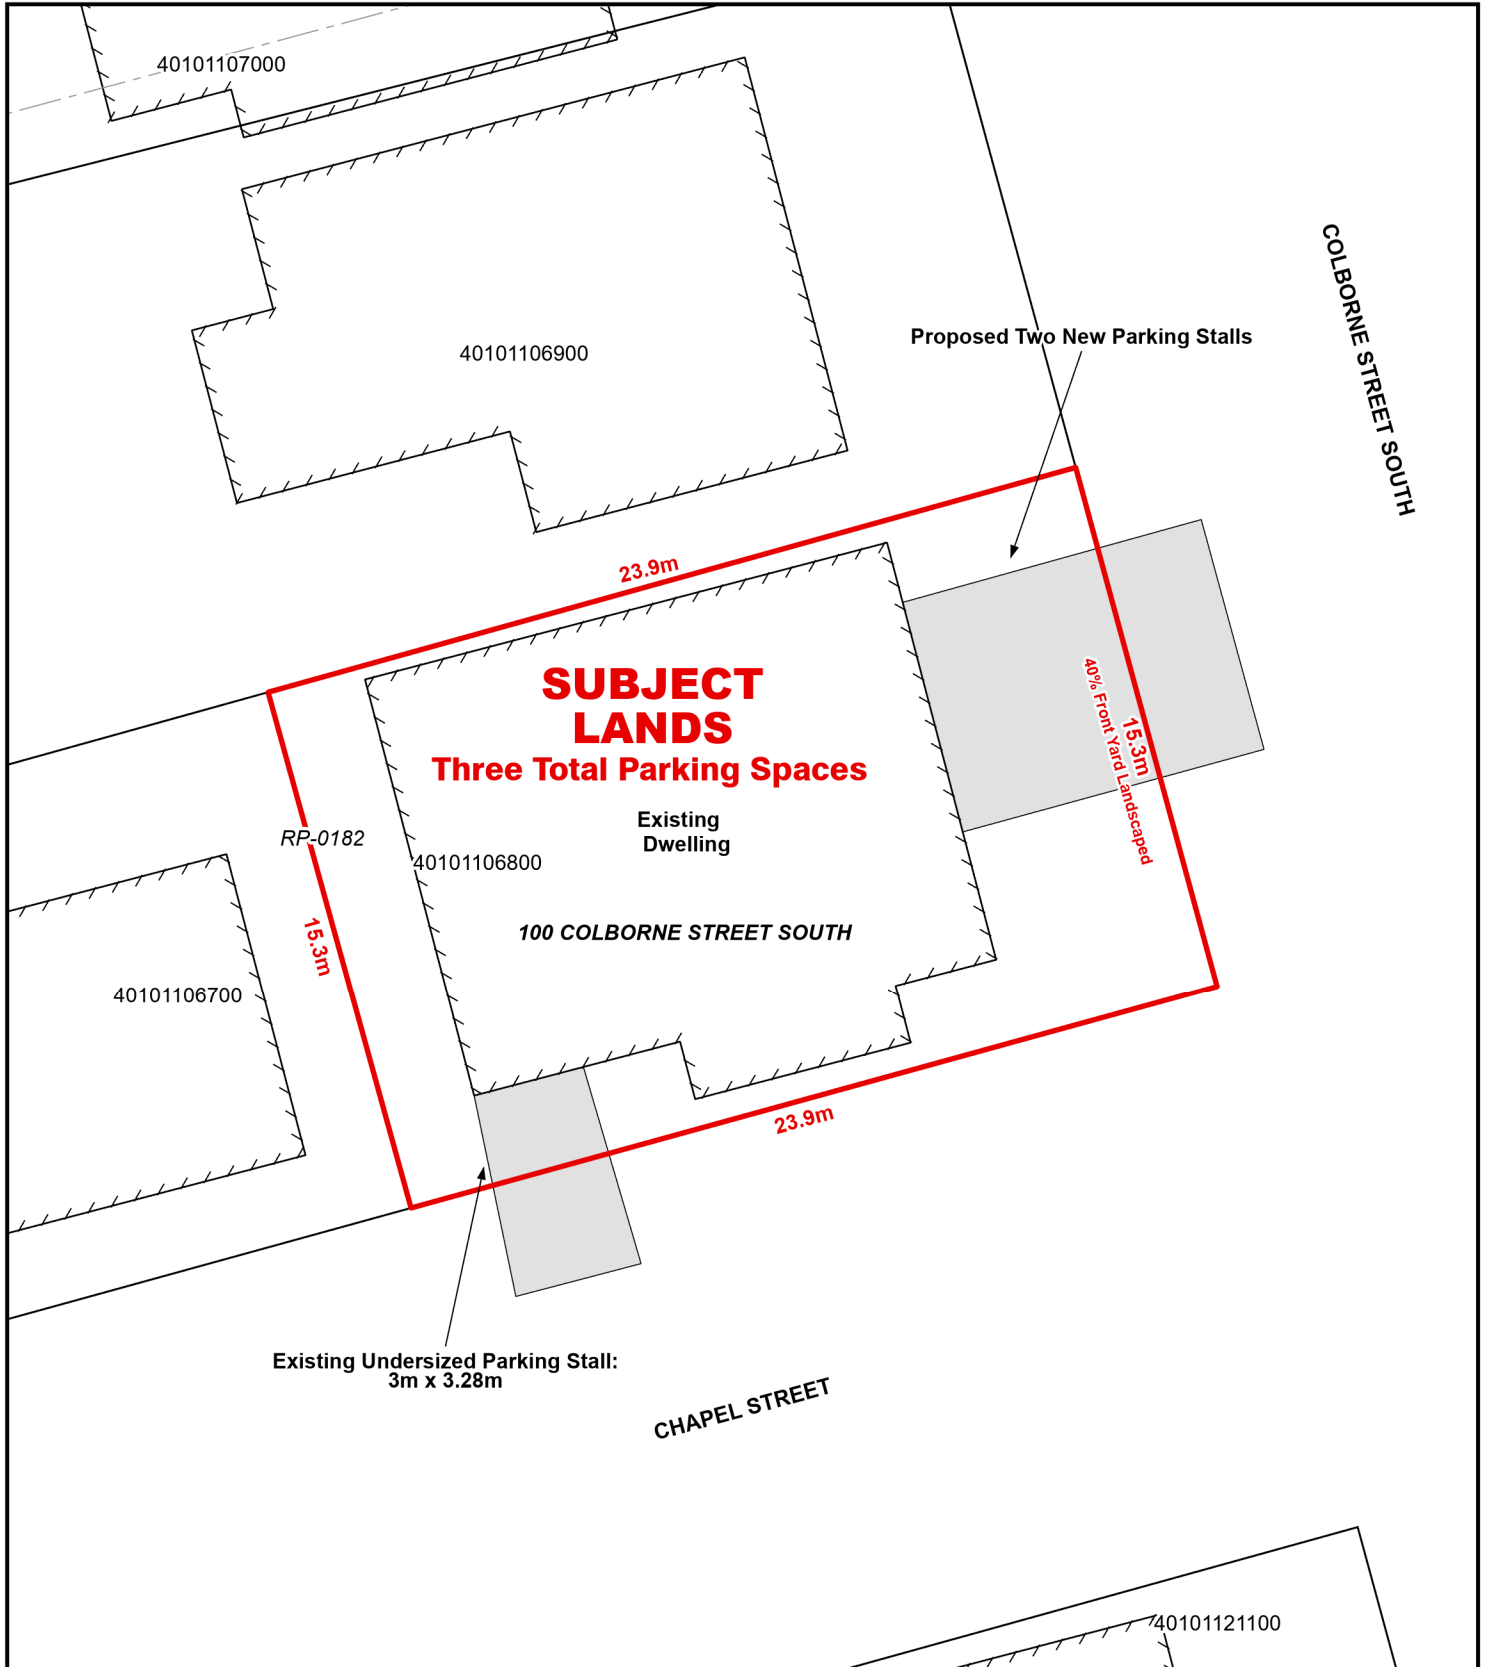 40101107000
COLBORNE STREET SOUTH
Proposed Two New Parking Stalls
40101106900
23.9m
SUBJECT
LANDS
Three Total Parking Spaces
40% Front Yard Landscaped
15.3m
Existing
Dwelling
RP-0182
40101106800
100 COLBORNE STREET SOUTH
15.3m
40101106700
23.9m
Existing Undersized Parking Stall:
3m x 3.28m
CHAPEL STREET
40101121100